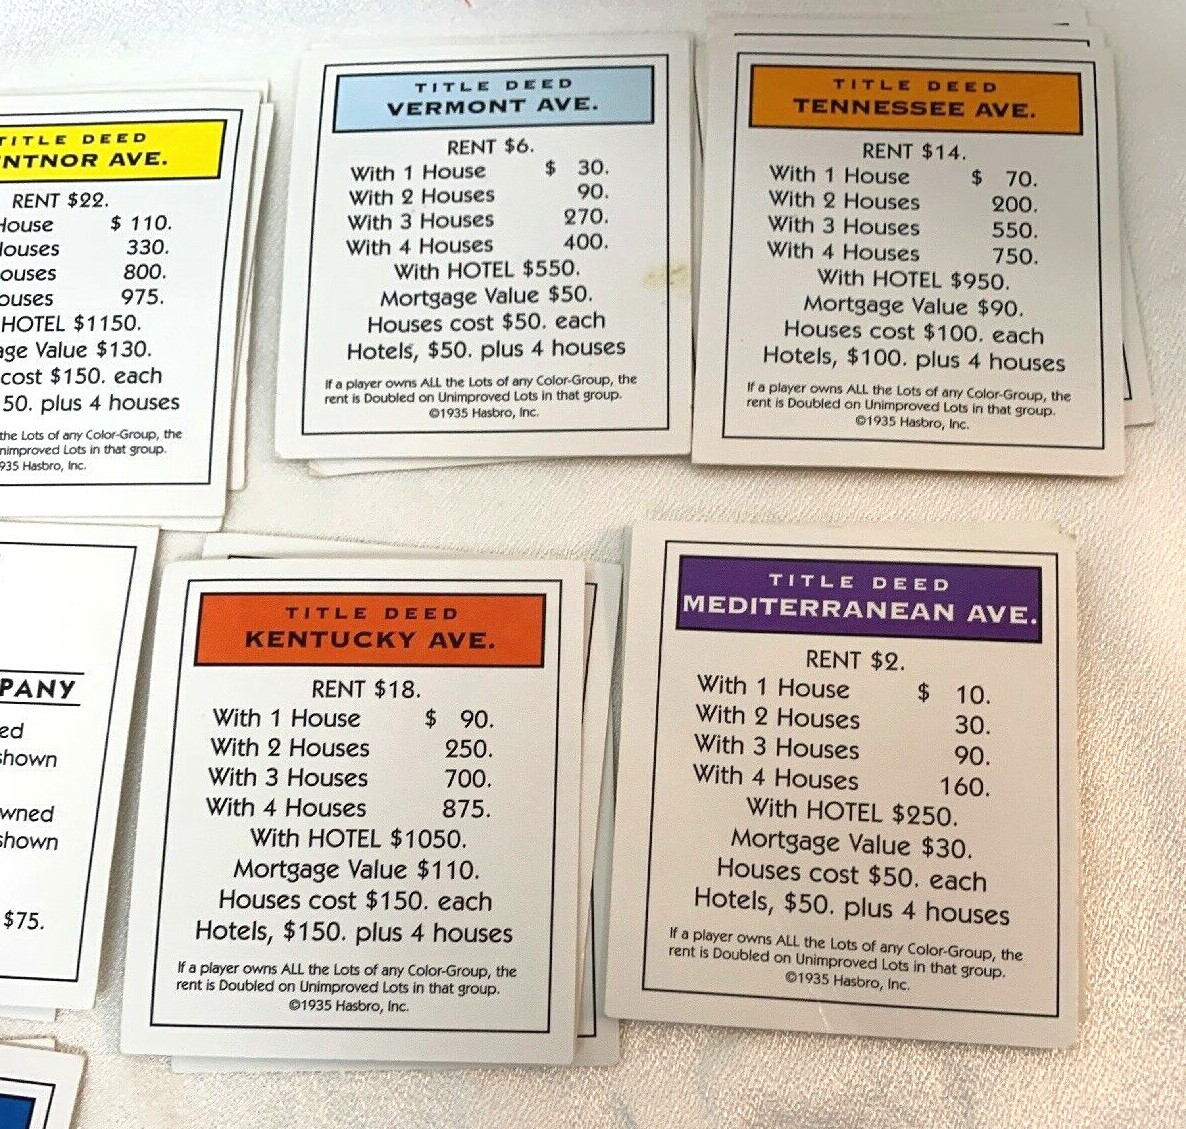 TITLE DEED
NTNOR AVE.
RENT $22.
House $ 110.
ouses 330.
ouses 800.
ouses 975.
HOTEL $1150.
age Value $130.
cost $150. each
50. plus 4 houses
the Lots of any Color-Group, the
nimproved Lots in that group.
935 Hasbro, Inc.
TITLE DEED
VERMONT AVE.
RENT $6.
With 1 House $ 30.
With 2 Houses 90.
With 3 Houses 270.
With 4 Houses 400.
With HOTEL $550.
Mortgage Value $50.
Houses cost $50. each
Hotels, $50. plus 4 houses
If a player owns ALL the Lots of any Color-Group, the
rent is Doubled on Unimproved Lots in that group.
©1935 Hasbro, Inc.
TITLE DEED
TENNESSEE AVE.
RENT $14.
With 1 House $ 70.
With 2 Houses 200.
With 3 Houses 550.
With 4 Houses 750.
With HOTEL $950.
Mortgage Value $90.
Houses cost $100. each
Hotels, $100. plus 4 houses
If a player owns ALL the Lots of any Color-Group, the
rent is Doubled on Unimproved Lots in that group.
©1935 Hasbro, Inc.
PANY
ed
shown
wned
shown
$75.
TITLE DEED
KENTUCKY AVE.
RENT $18.
With 1 House $ 90.
With 2 Houses 250.
With 3 Houses 700.
With 4 Houses 875.
With HOTEL $1050.
Mortgage Value $110.
Houses cost $150. each
Hotels, $150. plus 4 houses
If a player owns ALL the Lots of any Color-Group, the
rent is Doubled on Unimproved Lots in that group.
©1935 Hasbro, Inc.
TITLE DEED
MEDITERRANEAN AVE.
RENT $2.
With 1 House $ 10.
With 2 Houses 30.
With 3 Houses 90.
With 4 Houses 160.
With HOTEL $250.
Mortgage Value $30.
Houses cost $50. each
Hotels, $50. plus 4 houses
If a player owns ALL the Lots of any Color-Group, the
rent is Doubled on Unimproved Lots in that group.
©1935 Hasbro, Inc.